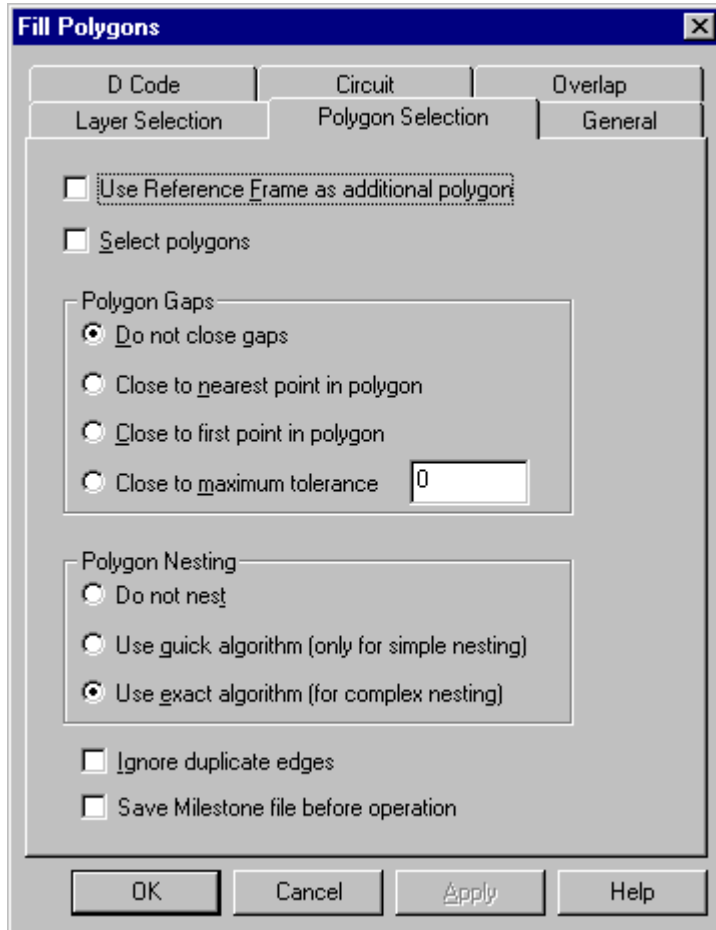 Fill Polygons
D Code Circuit Overlap
Layer Selection Polygon Selection General
Use Reference Frame as additional polygon
Select polygons
Polygon Gaps
Do not close gaps
Close to nearest point in polygon
Close to first point in polygon
Close to maximum tolerance 0
Polygon Nesting
Do not nest
Use quick algorithm (only for simple nesting)
Use exact algorithm (for complex nesting)
Ignore duplicate edges
Save Milestone file before operation
OK Cancel Apply Help